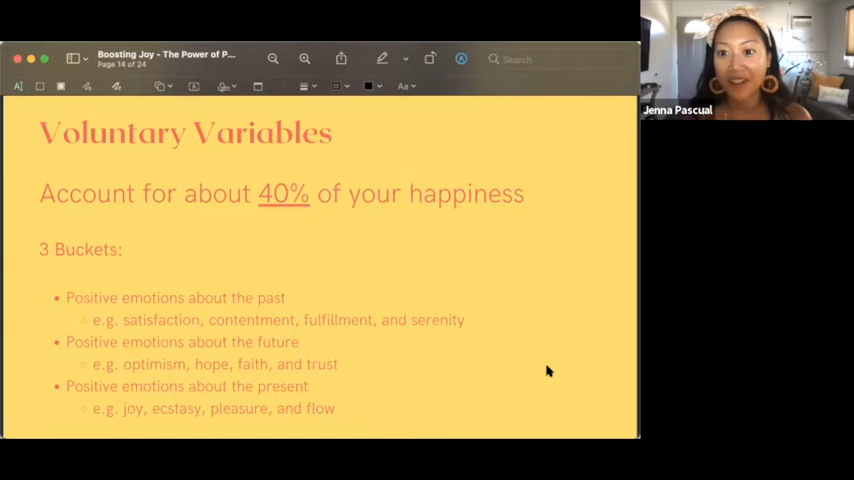 Boosting Joy - The Power of P...
Page 14 of 24
Search
A
A
Aa
Jenna Pascual
Voluntary Variables
Account for about 40% of your happiness
3 Buckets:
• Positive emotions about the past
○ e.g. satisfaction, contentment, fulfillment, and serenity
• Positive emotions about the future
○ e.g. optimism, hope, faith, and trust
• Positive emotions about the present
○ e.g. joy, ecstasy, pleasure, and flow